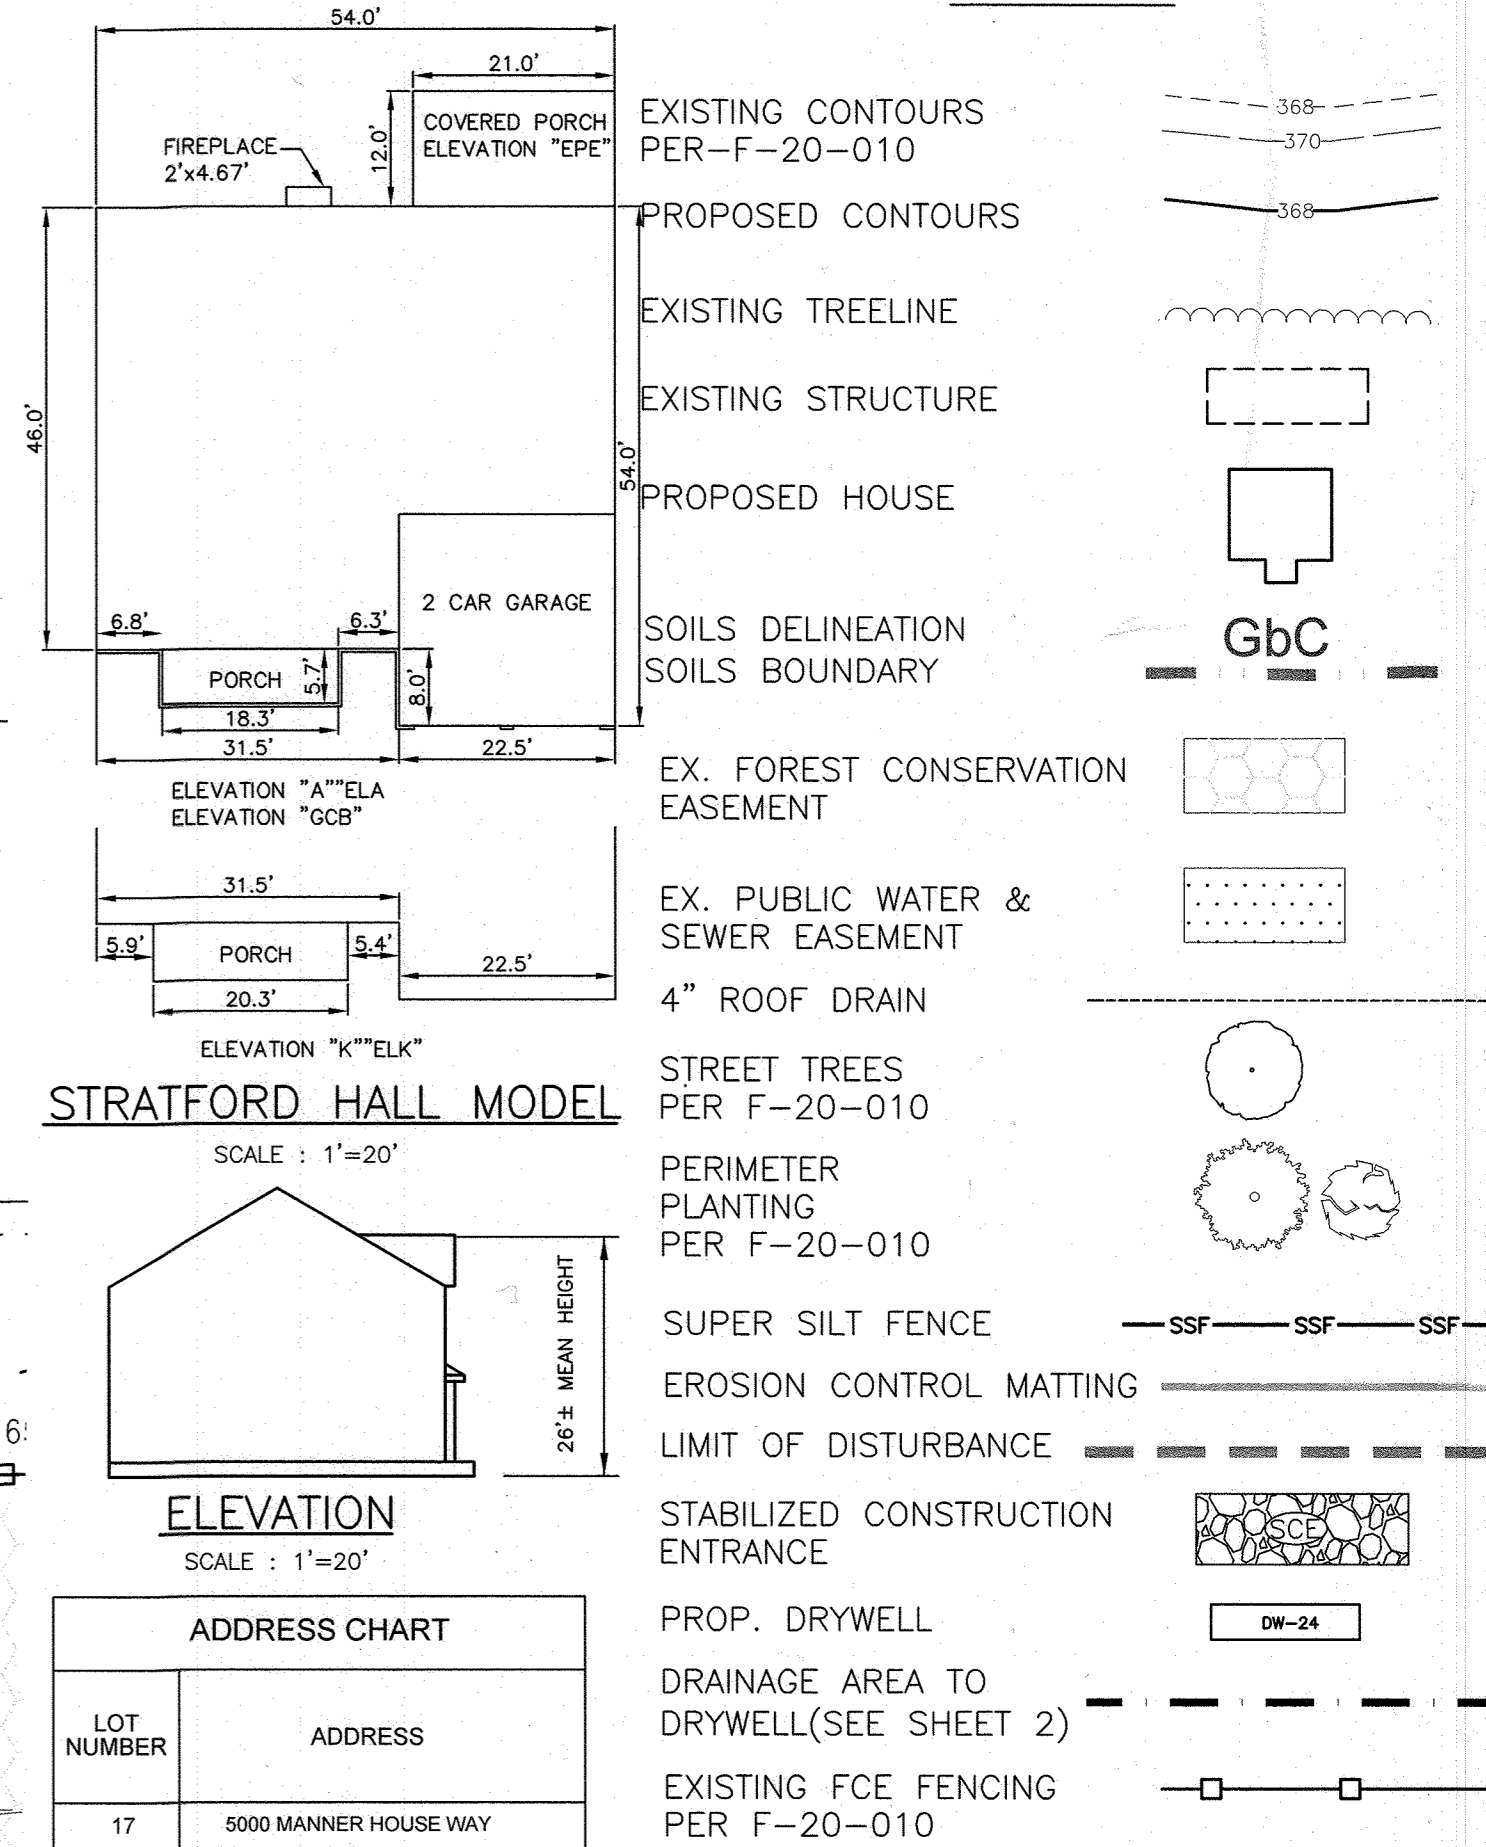 54.0'
21.0'
COVERED PORCH
ELEVATION "EPE"
12.0'
FIREPLACE
2'x4.67'
46.0'
54.0'
2 CAR GARAGE
6.8'
6.3'
PORCH
5.7'
8.0'
18.3'
31.5'
22.5'
ELEVATION "A""ELA
ELEVATION "GCB"
31.5'
5.9'
PORCH
5.4'
22.5'
20.3'
ELEVATION "K""ELK"
STRATFORD HALL MODEL
SCALE : 1'=20'
26'± MEAN HEIGHT
ELEVATION
SCALE : 1'=20'
ADDRESS CHART
LOT
NUMBER
ADDRESS
17
5000 MANNER HOUSE WAY
EXISTING CONTOURS
PER-F-20-010
368
370
PROPOSED CONTOURS
368
EXISTING TREELINE
EXISTING STRUCTURE
PROPOSED HOUSE
SOILS DELINEATION
GbC
SOILS BOUNDARY
EX. FOREST CONSERVATION
EASEMENT
EX. PUBLIC WATER &
SEWER EASEMENT
4" ROOF DRAIN
STREET TREES
PER F-20-010
PERIMETER
PLANTING
PER F-20-010
SUPER SILT FENCE
SSF SSF SSF
EROSION CONTROL MATTING
LIMIT OF DISTURBANCE
STABILIZED CONSTRUCTION
ENTRANCE
SCE
PROP. DRYWELL
DW-24
DRAINAGE AREA TO
DRYWELL(SEE SHEET 2)
EXISTING FCE FENCING
PER F-20-010